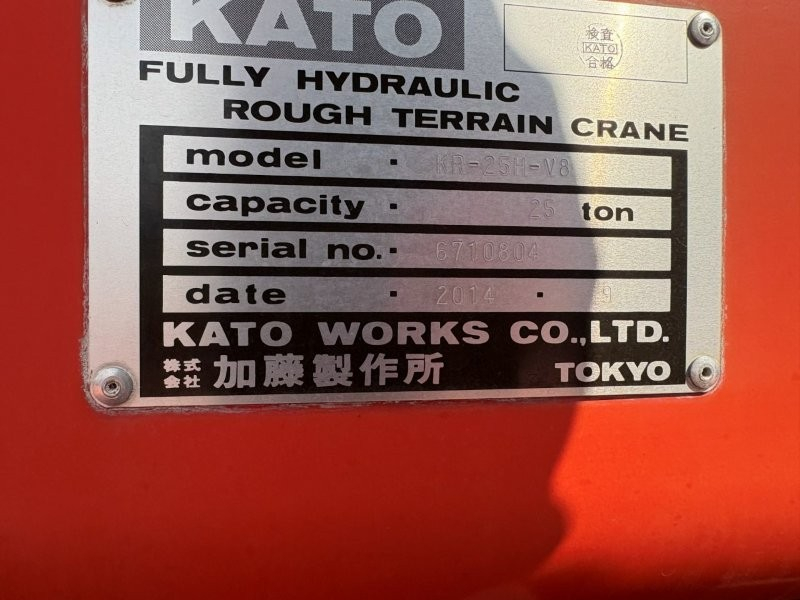 KATO
検査
KATO
合格
FULLY HYDRAULIC
ROUGH TERRAIN CRANE
model · KR-25H-V8
capacity · 25 ton
serial no. · 6710804
date · 2014 · 9
KATO WORKS CO.,LTD.
株式会社 加藤製作所 TOKYO